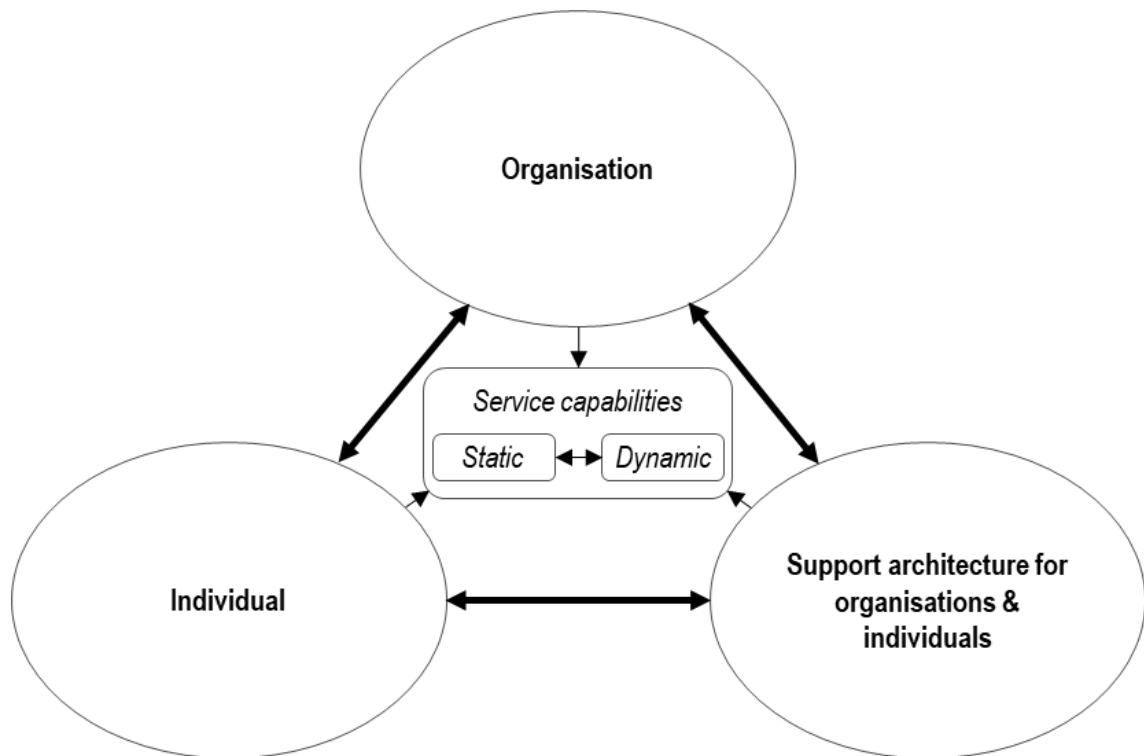 Organisation
Service capabilities
Static
Dynamic
Individual
Support architecture for
organisations &
individuals